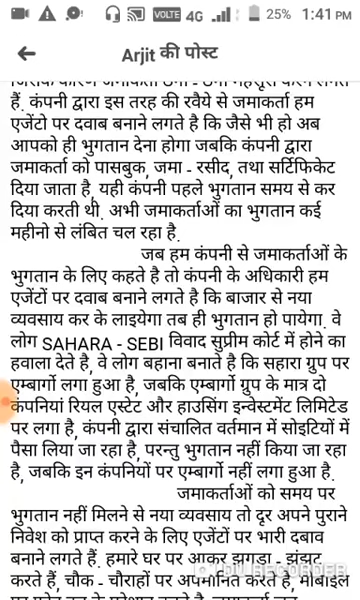 VOLTE 4G 25% 1:41 PM
Arjit की पोस्ट
हैं. कंपनी द्वारा इस तरह की रवैये से जमाकर्ता हम
एजेंटो पर दवाब बनाने लगते है कि जैसे भी हो अब
आपको ही भुगतान देना होगा जबकि कंपनी द्वारा
जमाकर्ता को पासबुक, जमा - रसीद, तथा सर्टिफिकेट
दिया जाता है, यही कंपनी पहले भुगतान समय से कर
दिया करती थी. अभी जमाकर्ताओं का भुगतान कई
महीनो से लंबित चल रहा है.
जब हम कंपनी से जमाकर्ताओं के
भुगतान के लिए कहते है तो कंपनी के अधिकारी हम
एजेंटों पर दवाब बनाने लगते है कि बाजार से नया
व्यवसाय कर के लाइयेगा तब ही भुगतान हो पायेगा. वे
लोग SAHARA - SEBI विवाद सुप्रीम कोर्ट में होने का
हवाला देते है, वे लोग बहाना बनाते है कि सहारा ग्रुप पर
एम्बार्गो लगा हुआ है, जबकि एम्बार्गो ग्रुप के मात्र दो
कंपनियां रियल एस्टेट और हाउसिंग इन्वेस्टमेंट लिमिटेड
पर लगा है, कंपनी द्वारा संचालित वर्तमान में सोइटियों में
पैसा लिया जा रहा है, परन्तु भुगतान नहीं किया जा रहा
है, जबकि इन कंपनियों पर एम्बार्गो नहीं लगा हुआ है.
जमाकर्ताओं को समय पर
भुगतान नहीं मिलने से नया व्यवसाय तो दूर अपने पुराने
निवेश को प्राप्त करने के लिए एजेंटों पर भारी दबाव
बनाने लगते हैं. हमारे घर पर आकर झगडा - झंझट
करते हैं, चौक - चौराहों पर अपमानित करते है, मोबाईल
DU RECORDER